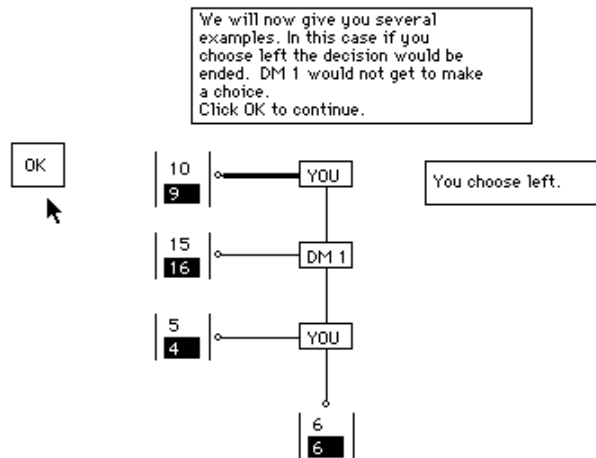 We will now give you several
examples. In this case if you
choose left the decision would be
ended. DM 1 would not get to make
a choice.
Click OK to continue.
OK
10
9
YOU
You choose left.
15
16
DM 1
5
4
YOU
6
6